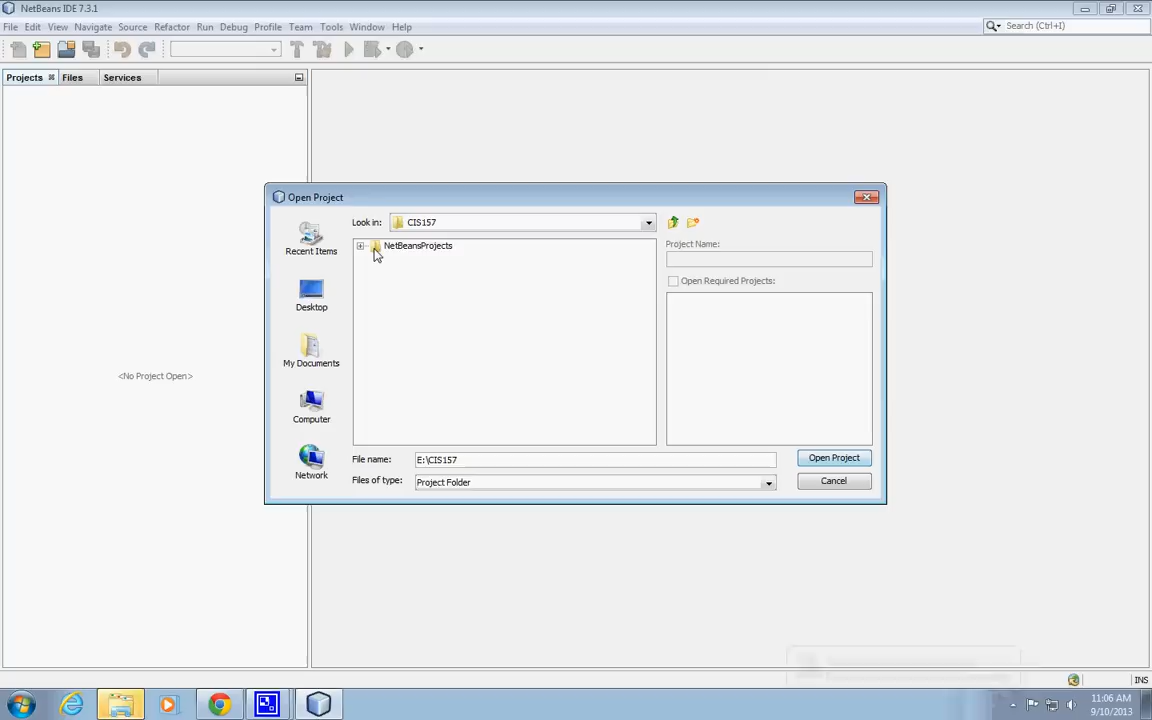 NetBeans IDE 7.3.1
File Edit View Navigate Source Refactor Run Debug Profile Team Tools Window Help
Search (Ctrl+I)
Projects Files Services
<No Project Open>
Open Project
Look in: CIS157
Recent Items
Desktop
My Documents
Computer
Network
NetBeansProjects
Project Name:
Open Required Projects:
File name: E:\CIS157
Open Project
Files of type: Project Folder
Cancel
INS
11:06 AM
9/10/2013